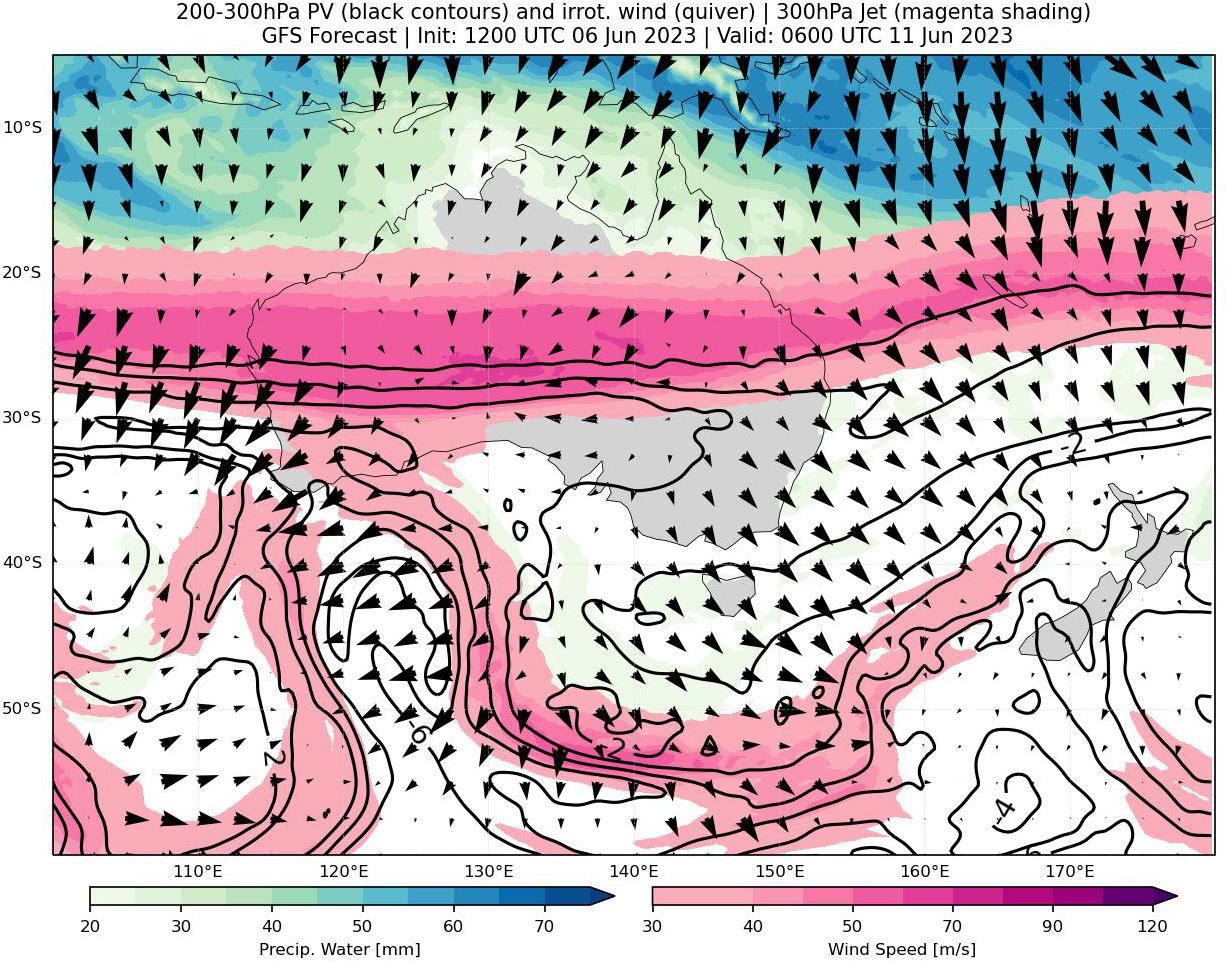 200-300hPa PV (black contours) and irrot. wind (quiver) | 300hPa Jet (magenta shading)
GFS Forecast | Init: 1200 UTC 06 Jun 2023 | Valid: 0600 UTC 11 Jun 2023
10°S
20°S
30°S
40°S
50°S
-2
-2
-2
-6
-4
110°E 120°E 130°E 140°E 150°E 160°E 170°E
20 30 40 50 60 70
Precip. Water [mm]
30 40 50 70 90 120
Wind Speed [m/s]